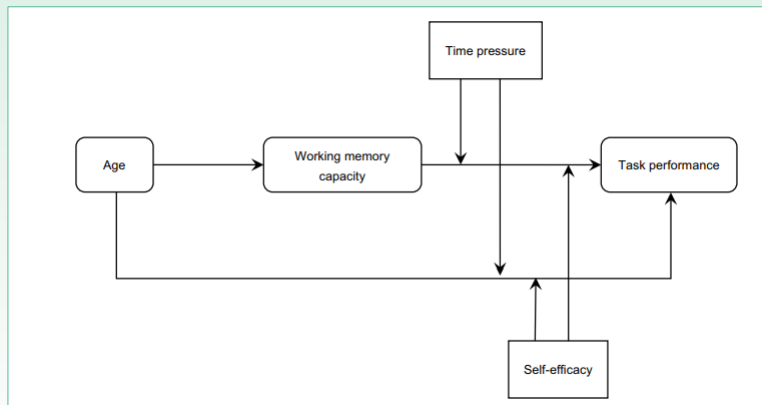 Time pressure
Age
Working memory
capacity
Task performance
Self-efficacy